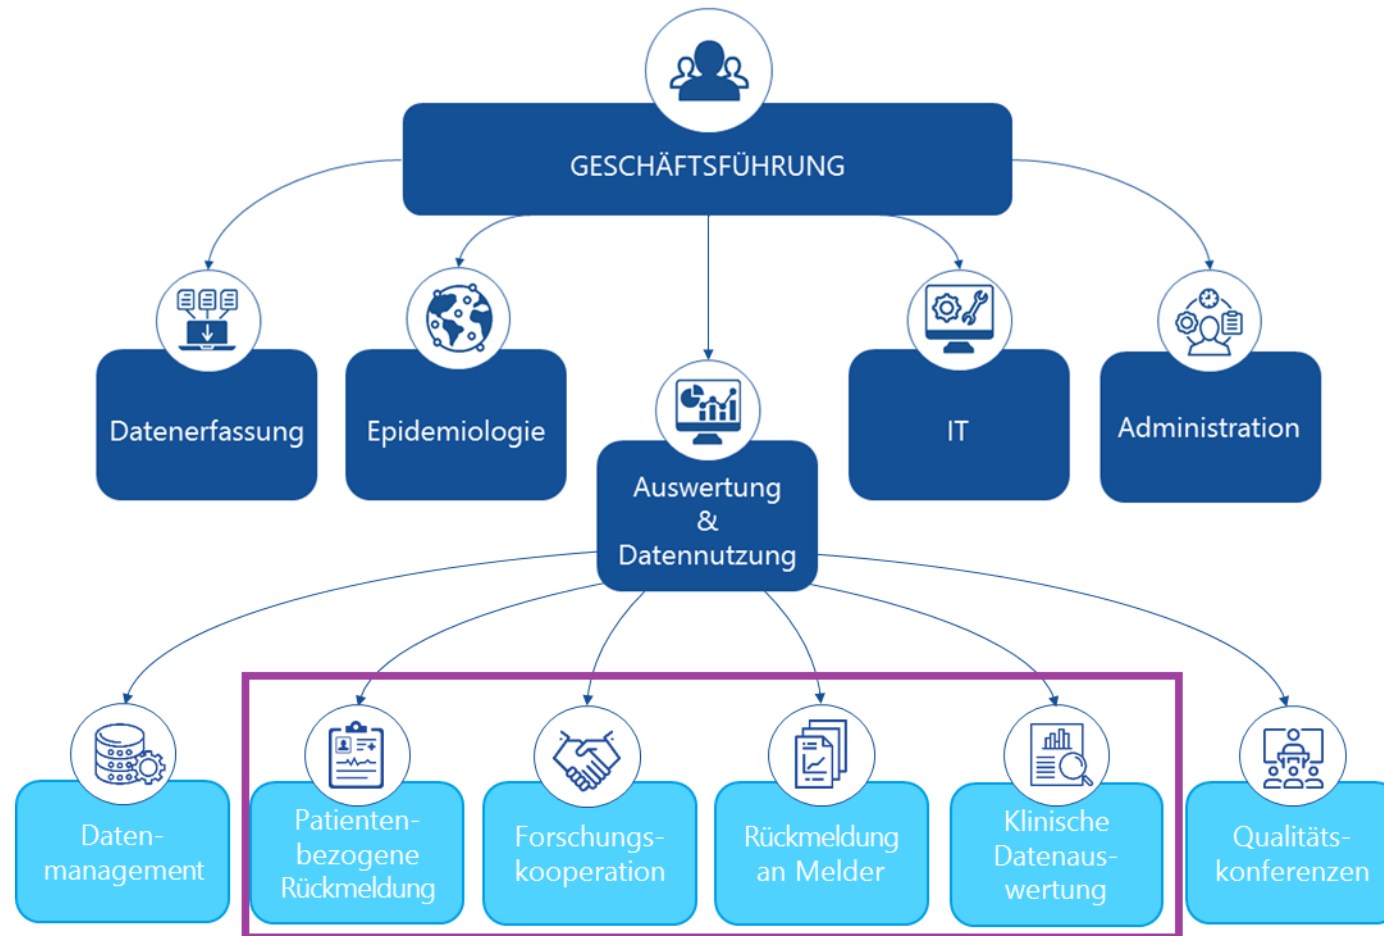 GESCHÄFTSFÜHRUNG
Datenerfassung
Epidemiologie
Auswertung
&
Datennutzung
IT
Administration
Daten-
management
Patienten-
bezogene
Rückmeldung
Forschungs-
kooperation
Rückmeldung
an Melder
Klinische
Datenaus-
wertung
Qualitäts-
konferenzen